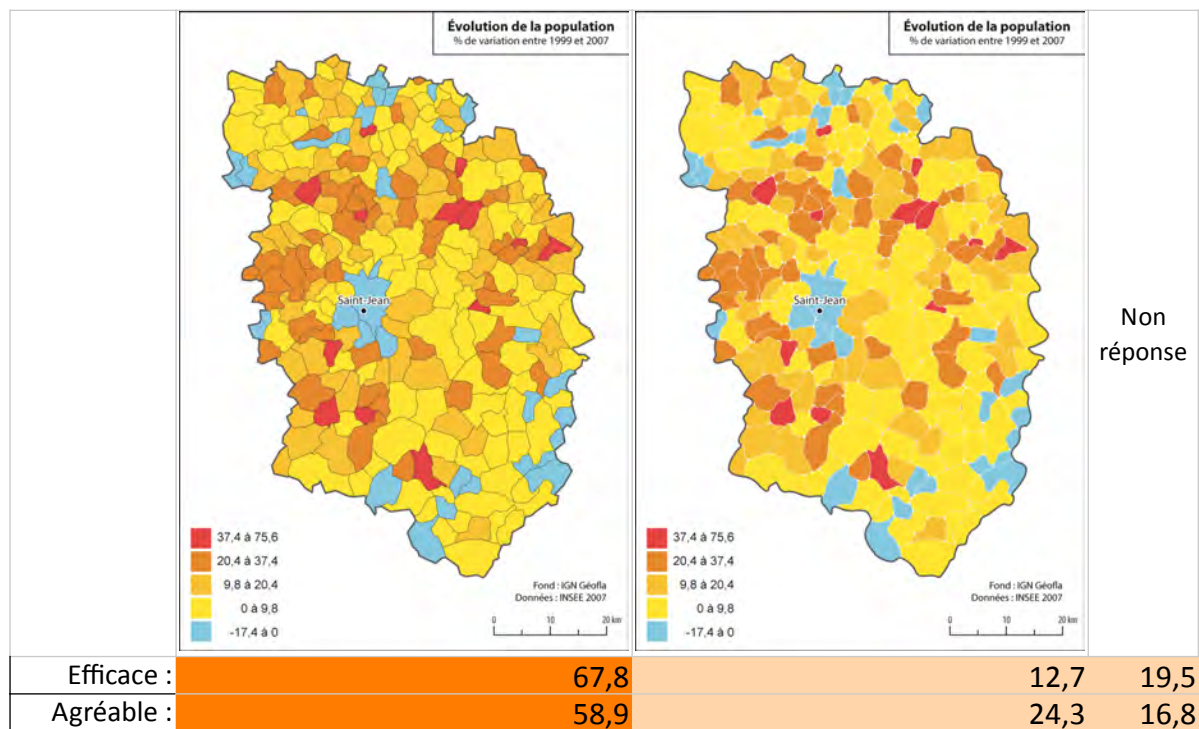 Évolution de la population
% de variation entre 1999 et 2007
Saint-Jean
37,4 à 75,6
20,4 à 37,4
9,8 à 20,4
0 à 9,8
-17,4 à 0
Fond : IGN Géofla
Données : INSEE 2007
0 10 20 km
Évolution de la population
% de variation entre 1999 et 2007
Saint-Jean
37,4 à 75,6
20,4 à 37,4
9,8 à 20,4
0 à 9,8
-17,4 à 0
Fond : IGN Géofla
Données : INSEE 2007
0 10 20 km
Non
réponse
Efficace : 67,8 12,7 19,5
Agréable : 58,9 24,3 16,8